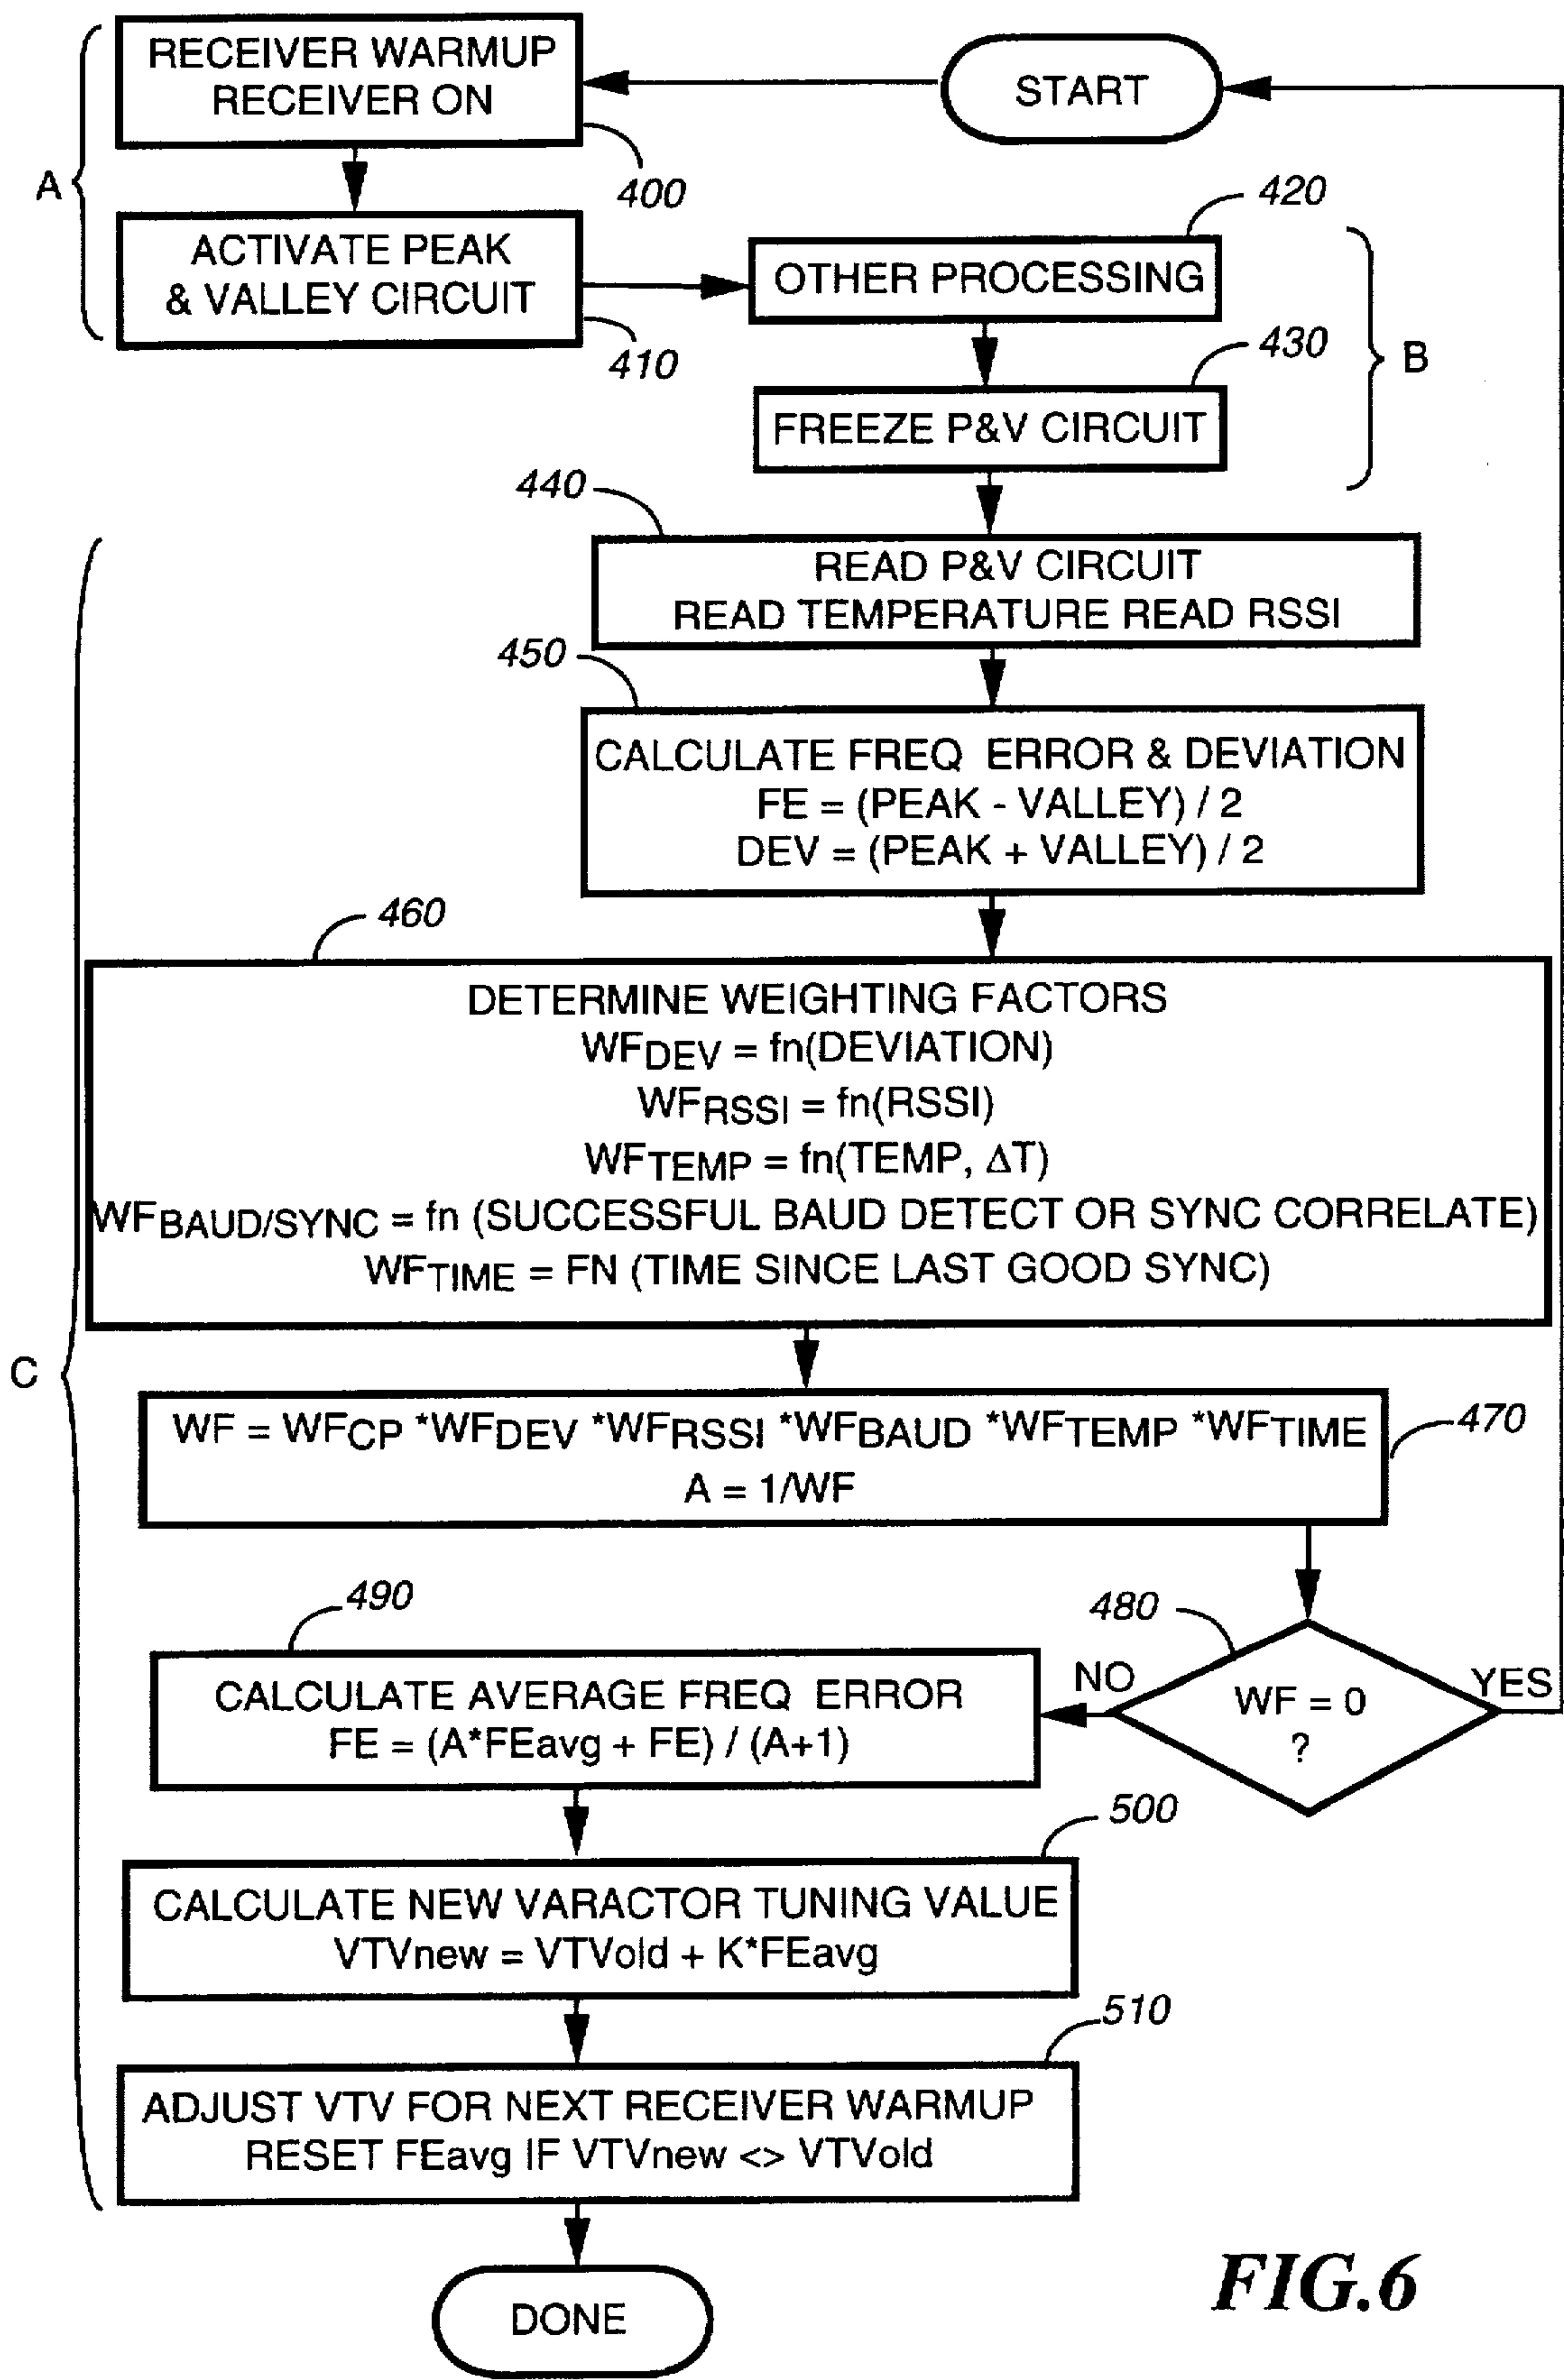 START
RECEIVER WARMUP
RECEIVER ON
400
A
ACTIVATE PEAK
& VALLEY CIRCUIT
410
420
OTHER PROCESSING
430
B
FREEZE P&V CIRCUIT
440
READ P&V CIRCUIT
READ TEMPERATURE READ RSSI
450
CALCULATE FREQ ERROR & DEVIATION
FE = (PEAK - VALLEY) / 2
DEV = (PEAK + VALLEY) / 2
460
DETERMINE WEIGHTING FACTORS
WFDEV = fn(DEVIATION)
WFRSSI = fn(RSSI)
WFTEMP = fn(TEMP, ΔT)
WFBAUD/SYNC = fn (SUCCESSFUL BAUD DETECT OR SYNC CORRELATE)
WFTIME = FN (TIME SINCE LAST GOOD SYNC)
C
WF = WFCP *WFDEV *WFRSSI *WFBAUD *WFTEMP *WFTIME
A = 1/WF
470
480
WF = 0
?
NO
YES
490
CALCULATE AVERAGE FREQ ERROR
FE = (A*FEavg + FE) / (A+1)
500
CALCULATE NEW VARACTOR TUNING VALUE
VTVnew = VTVold + K*FEavg
510
ADJUST VTV FOR NEXT RECEIVER WARMUP
RESET FEavg IF VTVnew <> VTVold
DONE
FIG.6